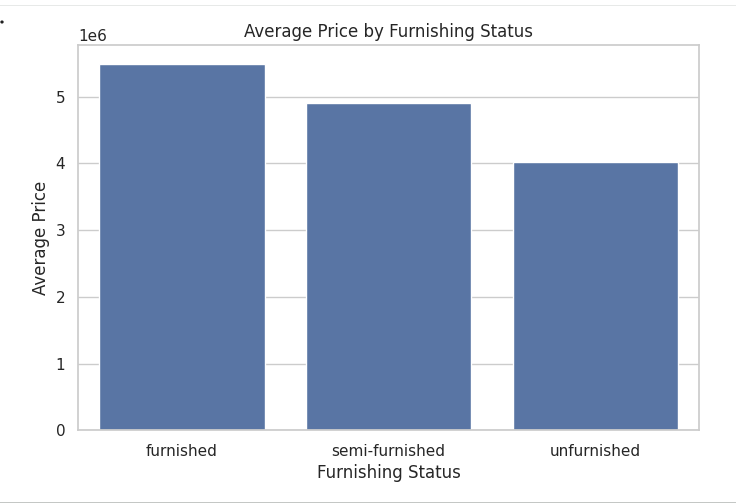 Average Price by Furnishing Status
1e6
5
4
3
2
1
0
Average Price
furnished semi-furnished unfurnished
Furnishing Status